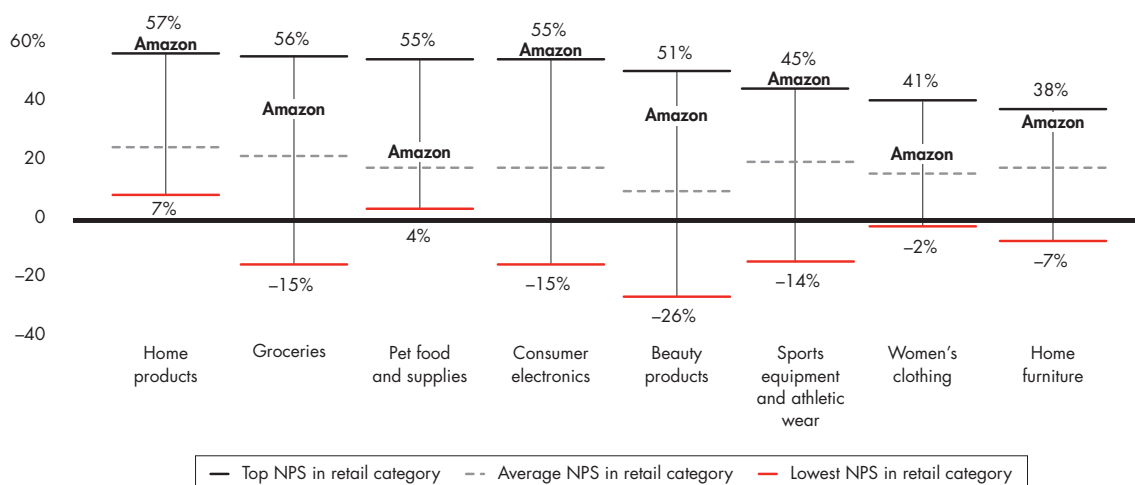 57%
Amazon
56%
55%
55%
Amazon
51%
45%
Amazon
41%
38%
60%
40
20
0
–20
–40
Amazon
Amazon
Amazon
Amazon
Amazon
7%
–15%
4%
–15%
–26%
–14%
–2%
–7%
Home
products
Groceries
Pet food
and supplies
Consumer
electronics
Beauty
products
Sports
equipment
and athletic
wear
Women’s
clothing
Home
furniture
Top NPS in retail category
Average NPS in retail category
Lowest NPS in retail category